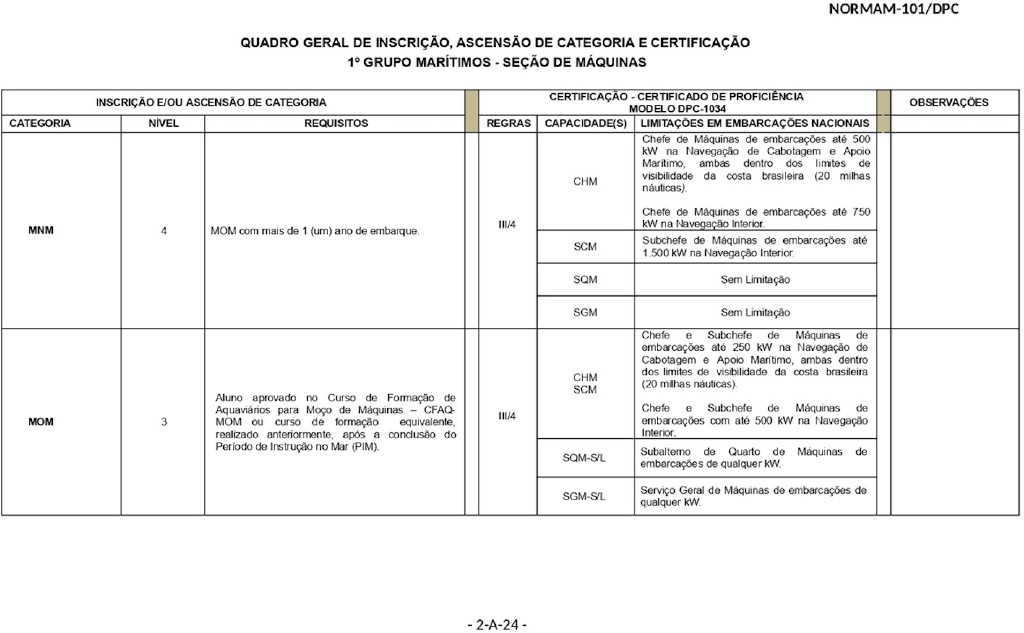 NORMAM-101/DPC
QUADRO GERAL DE INSCRIÇÃO, ASCENSÃO DE CATEGORIA E CERTIFICAÇÃO
1º GRUPO MARÍTIMOS - SEÇÃO DE MÁQUINAS
INSCRIÇÃO E/OU ASCENSÃO DE CATEGORIA
CERTIFICAÇÃO - CERTIFICADO DE PROFICIÊNCIA
MODELO DPC-1034
OBSERVAÇÕES
CATEGORIA NÍVEL REQUISITOS REGRAS CAPACIDADE(S) LIMITAÇÕES EM EMBARCAÇÕES NACIONAIS
MNM
4
MOM com mais de 1 (um) ano de embarque.
III/4
CHM
Chefe de Máquinas de embarcações até 500
kW na Navegação de Cabotagem e Apoio
Marítimo, ambas dentro dos limites de
visibilidade da costa brasileira (20 milhas
náuticas).
Chefe de Máquinas de embarcações até 750
kW na Navegação Interior.
SCM
Subchefe de Máquinas de embarcações até
1.500 kW na Navegação Interior.
SQM
Sem Limitação
SGM
Sem Limitação
MOM
3
Aluno aprovado no Curso de Formação de
Aquaviários para Moço de Máquinas – CFAQ-
MOM ou curso de formação equivalente,
realizado anteriormente, após a conclusão do
Período de Instrução no Mar (PIM).
III/4
CHM
SCM
Chefe e Subchefe de Máquinas de
embarcações até 250 kW na Navegação de
Cabotagem e Apoio Marítimo, ambas dentro
dos limites de visibilidade da costa brasileira
(20 milhas náuticas).
Chefe e Subchefe de Máquinas de
embarcações com até 500 kW na Navegação
Interior.
SQM-S/L
Subalterno de Quarto de Máquinas de
embarcações de qualquer kW.
SGM-S/L
Serviço Geral de Máquinas de embarcações de
qualquer kW.
- 2-A-24 -